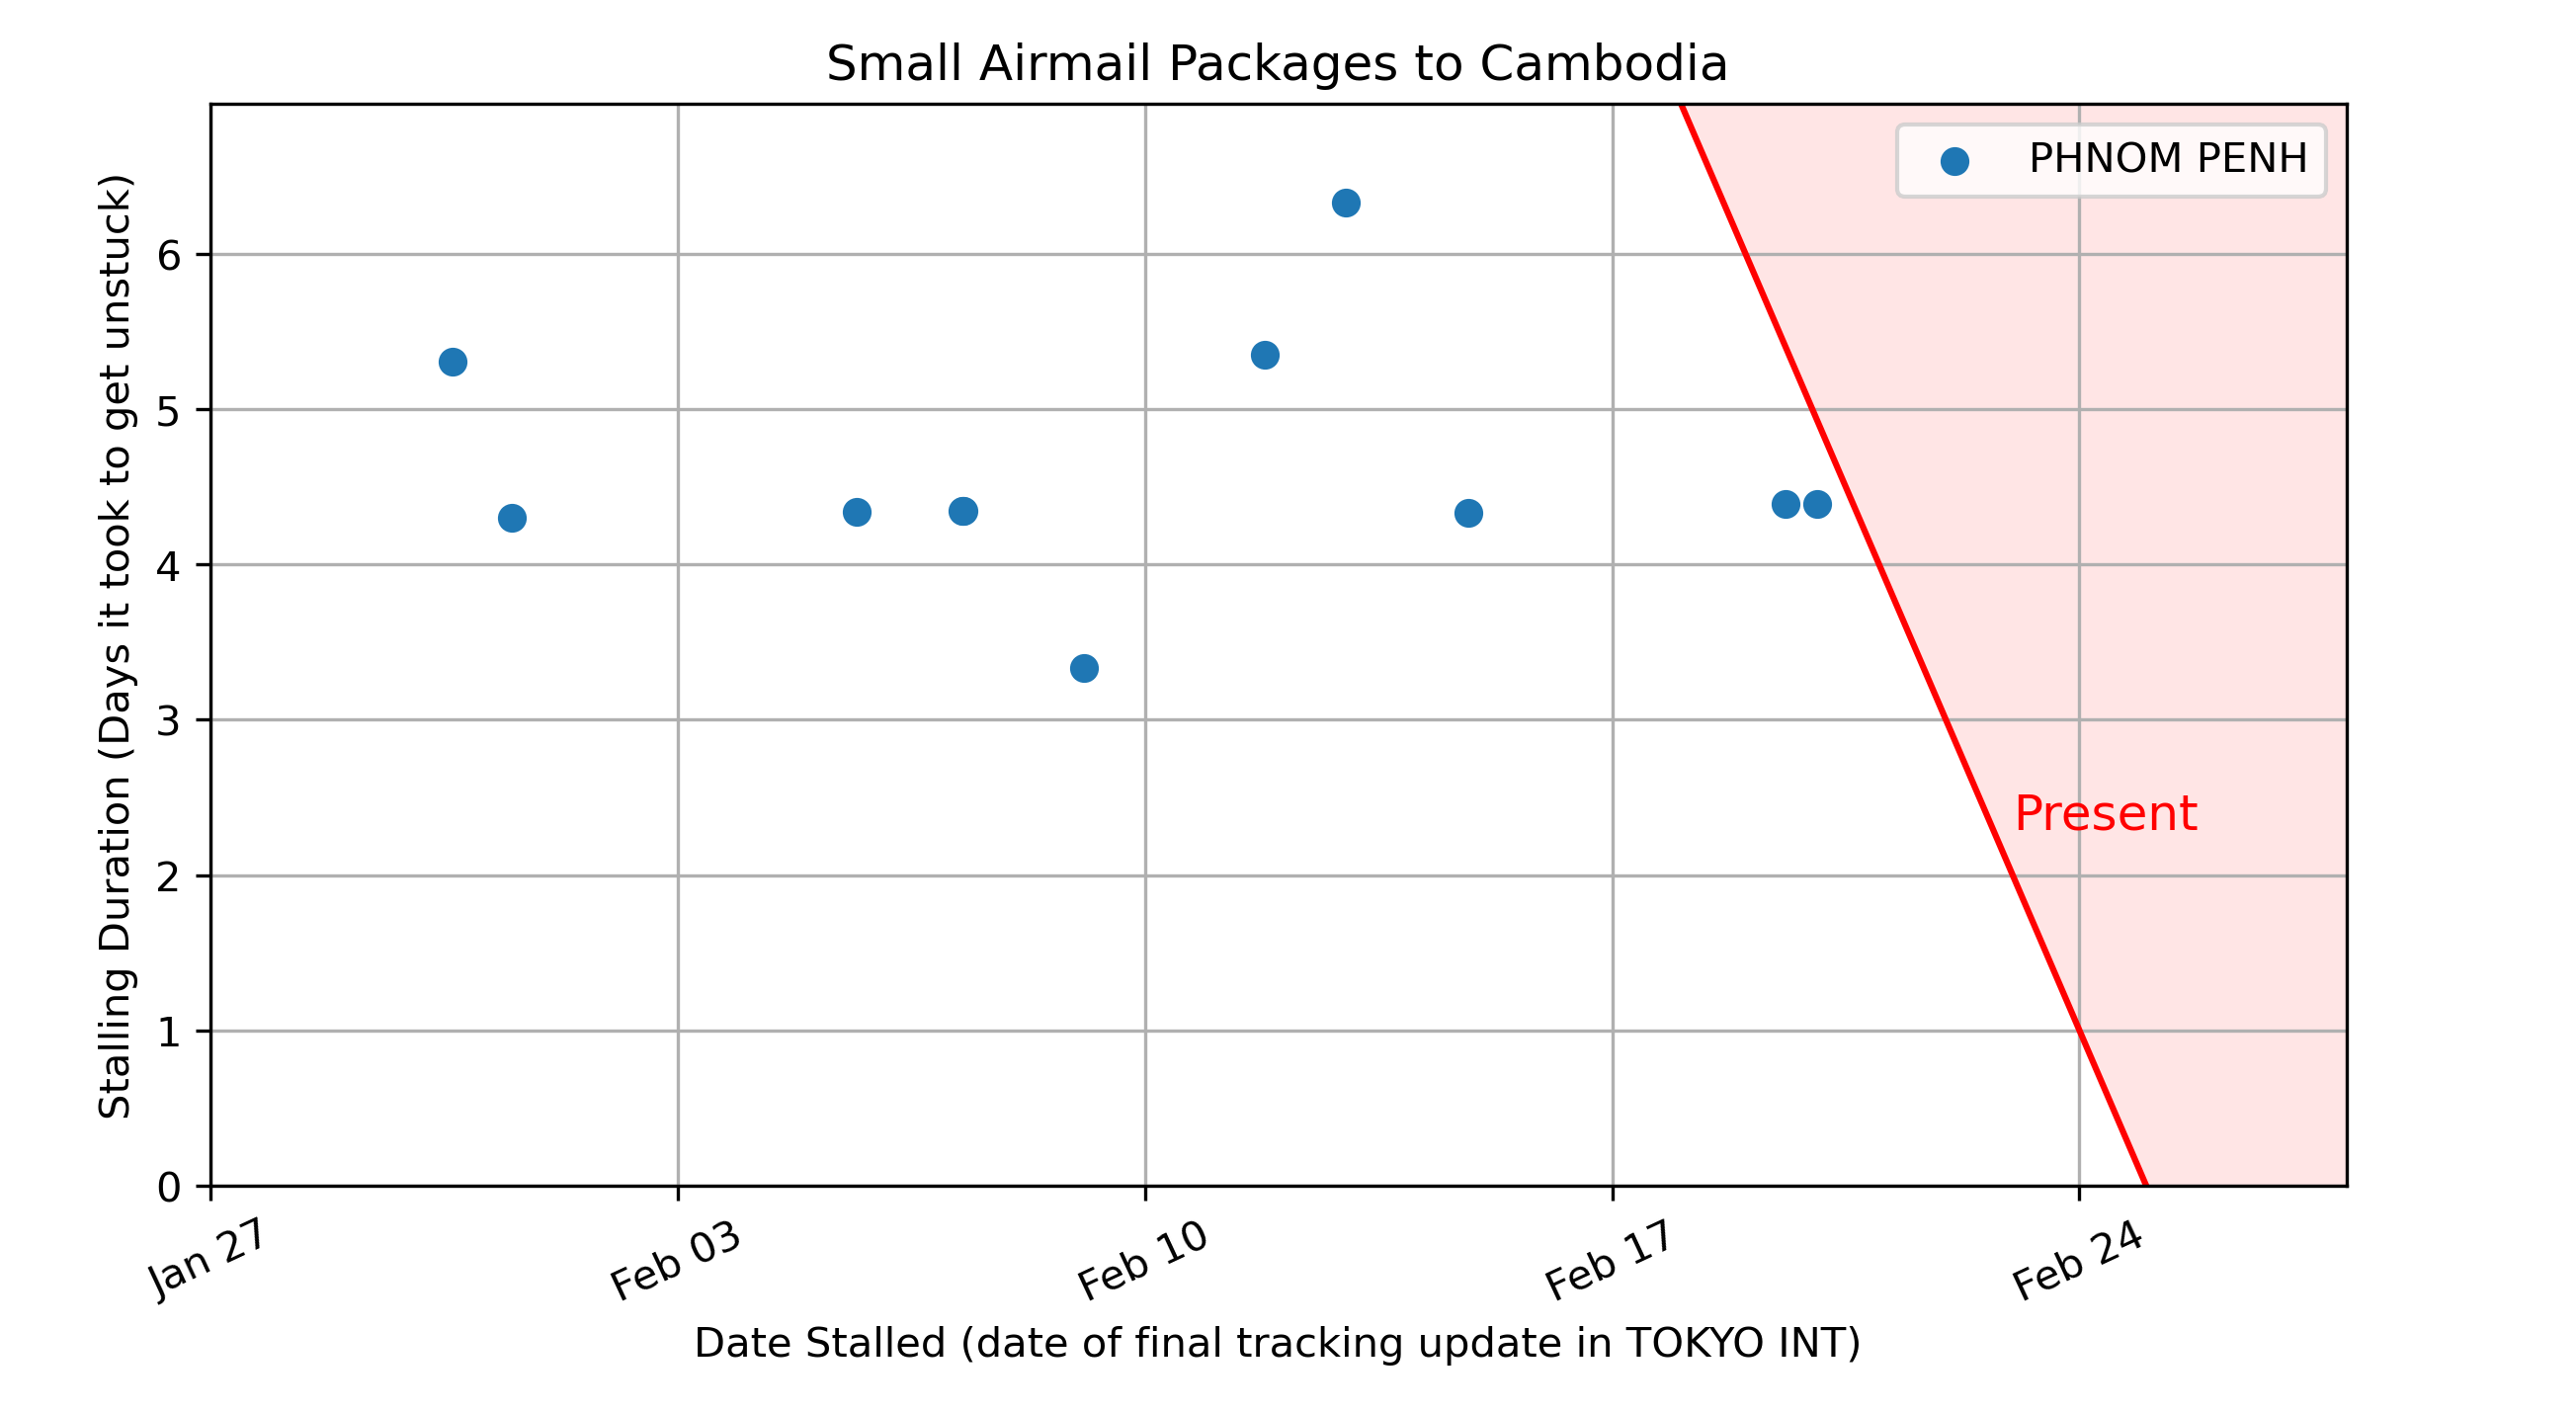 Small Airmail Packages to Cambodia
PHNOM PENH
Stalling Duration (Days it took to get unstuck)
6
5
4
3
2
1
0
Present
Jan 27
Feb 03
Feb 10
Feb 17
Feb 24
Date Stalled (date of final tracking update in TOKYO INT)